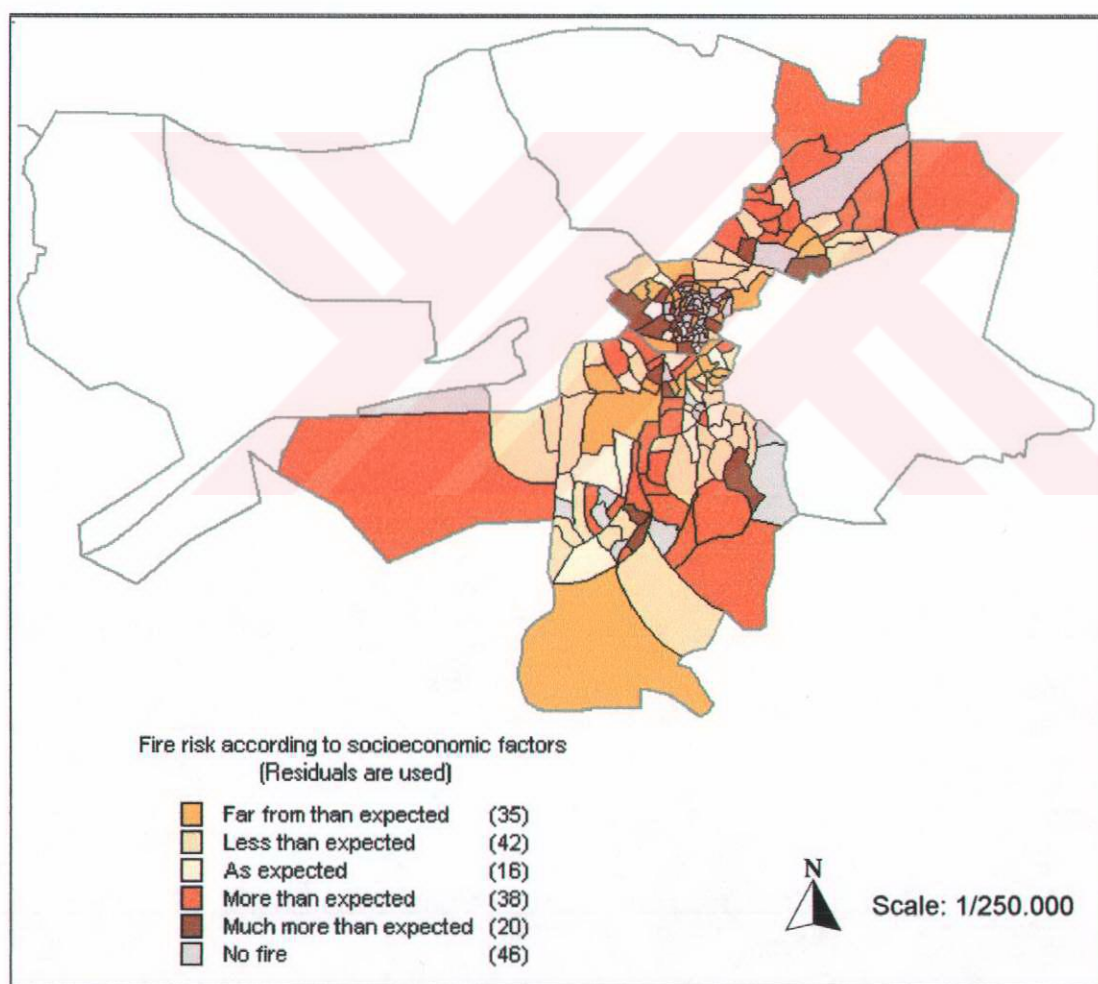 Fire risk according to socioeconomic factors
(Residuals are used)
Far from than expected (35)
Less than expected (42)
As expected (16)
More than expected (38)
Much more than expected (20)
No fire (46)
N
Scale: 1/250.000